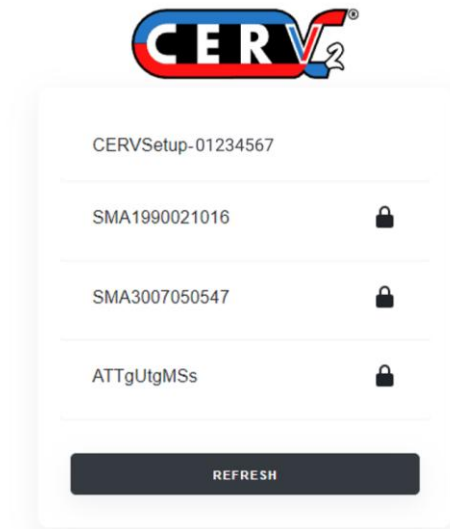 CERV2®
CERVSetup-01234567
SMA1990021016
SMA3007050547
ATTgUtgMSs
REFRESH